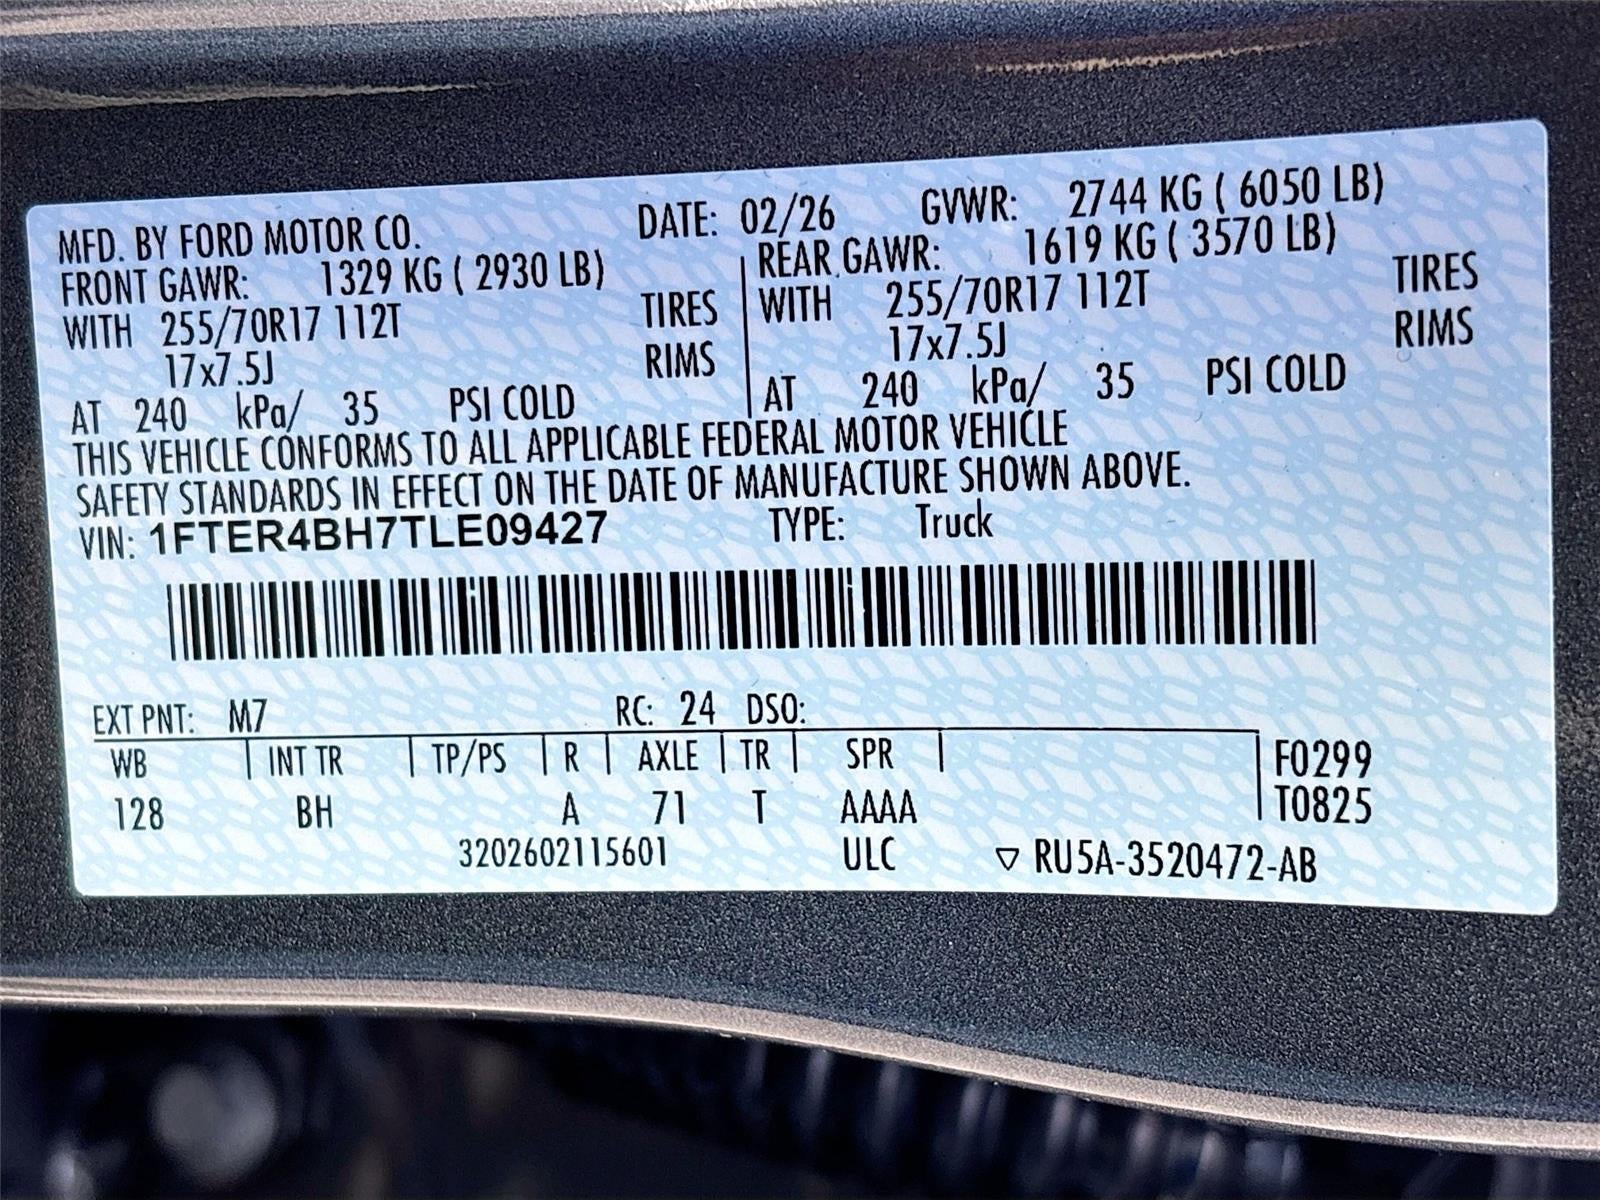 MFD. BY FORD MOTOR CO. DATE: 02/26 GVWR: 2744 KG ( 6050 LB)
FRONT GAWR: 1329 KG ( 2930 LB) REAR GAWR: 1619 KG ( 3570 LB)
WITH 255/70R17 112T TIRES WITH 255/70R17 112T TIRES
17x7.5J RIMS 17x7.5J RIMS
AT 240 kPa/ 35 PSI COLD AT 240 kPa/ 35 PSI COLD
THIS VEHICLE CONFORMS TO ALL APPLICABLE FEDERAL MOTOR VEHICLE
SAFETY STANDARDS IN EFFECT ON THE DATE OF MANUFACTURE SHOWN ABOVE.
VIN: 1FTER4BH7TLE09427 TYPE: Truck
EXT PNT: M7 RC: 24 DSO:
WB INT TR TP/PS R AXLE TR SPR F0299
128 BH A 71 T AAAA T0825
3202602115601 ULC ▽ RU5A-3520472-AB